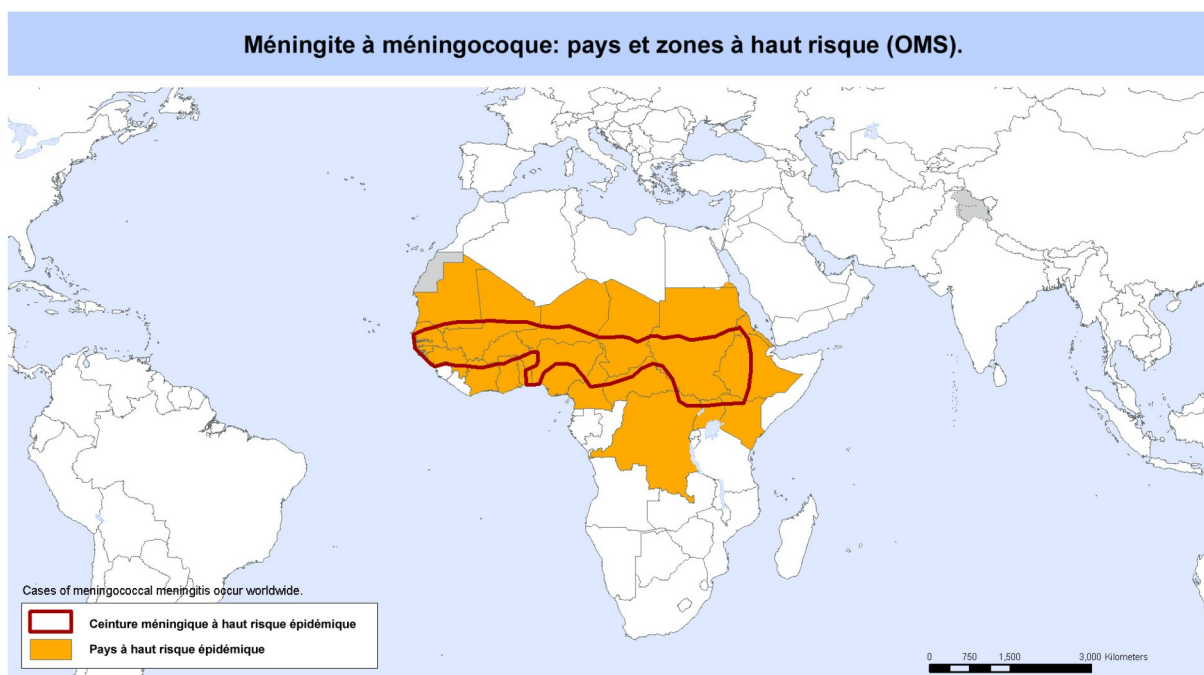 Méningite à méningocoque: pays et zones à haut risque (OMS).
Cases of meningococcal meningitis occur worldwide.
Ceinture méningique à haut risque épidémique
Pays à haut risque épidémique
0 750 1,500 3,000 Kilometers